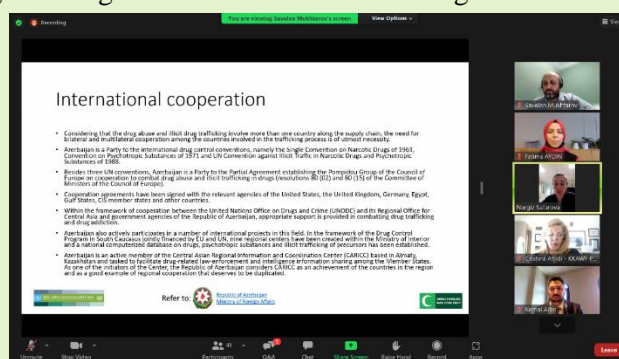 Recording
You are viewing Savalan Mukhtarov's screen
View Options
View
International cooperation
• Considering that the drug abuse and illicit drug trafficking involve more than one country along the supply chain, the need for
bilateral and multilateral cooperation among the countries involved in the trafficking process is of utmost necessity.
• Azerbaijan is a Party to the international drug control conventions, namely the Single Convention on Narcotic Drugs of 1961,
Convention on Psychotropic Substances of 1971 and UN Convention against Illicit Traffic in Narcotic Drugs and Psychotropic
Substances of 1988.
• Besides three UN conventions, Azerbaijan is a Party to the Partial Agreement establishing the Pompidou Group of the Council of
Europe on cooperation to combat drug abuse and illicit trafficking in drugs (resolutions 80 (02) and 80 (15) of the Committee of
Ministers of the Council of Europe).
• Cooperation agreements have been signed with the relevant agencies of the United States, the United Kingdom, Germany, Egypt,
Gulf States, CIS member states and other countries.
• Within the framework of cooperation between the United Nations Office on Drugs and Crime (UNODC) and its Regional Office for
Central Asia and government agencies of the Republic of Azerbaijan, appropriate support is provided in combatting drug trafficking
and drug addiction.
• Azerbaijan also actively participates in a number of international projects in this field. In the framework of the Drug Control
Program in South Caucasus jointly financed by EU and UN, nine regional centers have been created within the Ministry of Interior
and a national computerized database on drugs, psychotropic substances and illicit trafficking of precursors has been established.
• Azerbaijan is an active member of the Central Asian Regional Information and Coordination Center (CARICC) based in Almaty,
Kazakhstan and tasked to facilitate drug-related law-enforcement and intelligence information sharing among the Member States.
As one of the initiators of the Center, the Republic of Azerbaijan considers CARICC as an achievement of the countries in the region
and as a good example of regional cooperation that deserves to be duplicated.
Refer to:
Republic of Azerbaijan
Ministry of Foreign Affairs
Savalan Mukhtarov
Fatima AYDIN
Nargiz Safarova
Kemal Altin
Unmute
Stop Video
Participants
41
Q&A
Chat
Share Screen
Raise Hand
Record
Apps
Leave